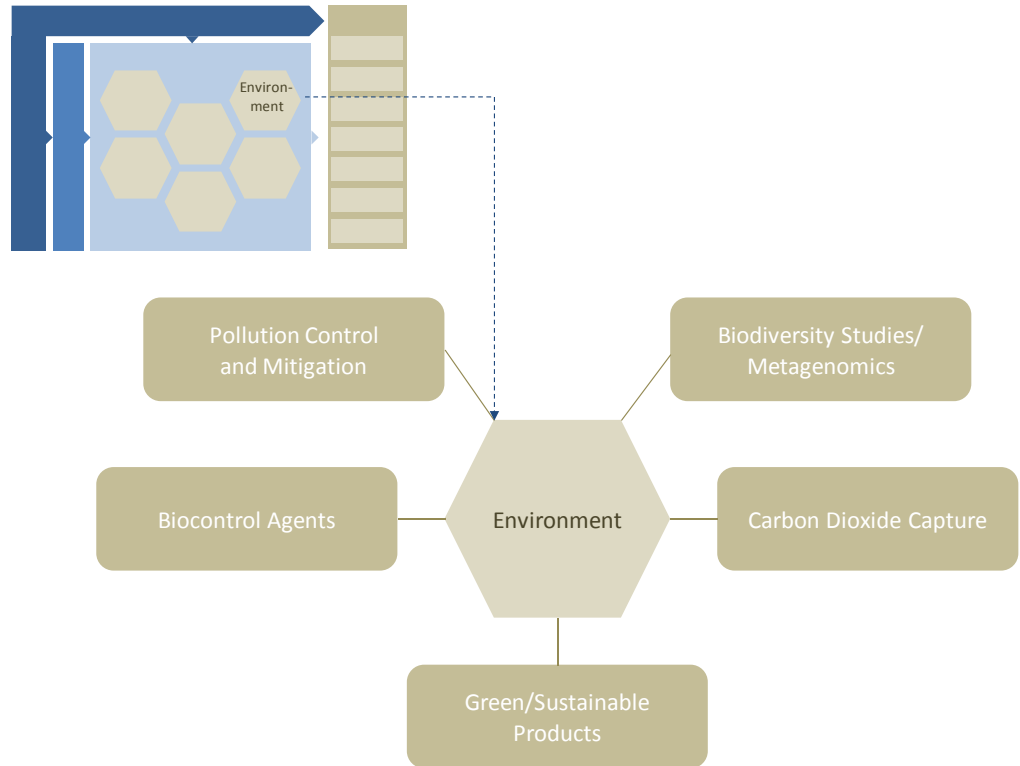 Environ-
ment
Pollution Control
and Mitigation
Biodiversity Studies/
Metagenomics
Biocontrol Agents
Environment
Carbon Dioxide Capture
Green/Sustainable
Products